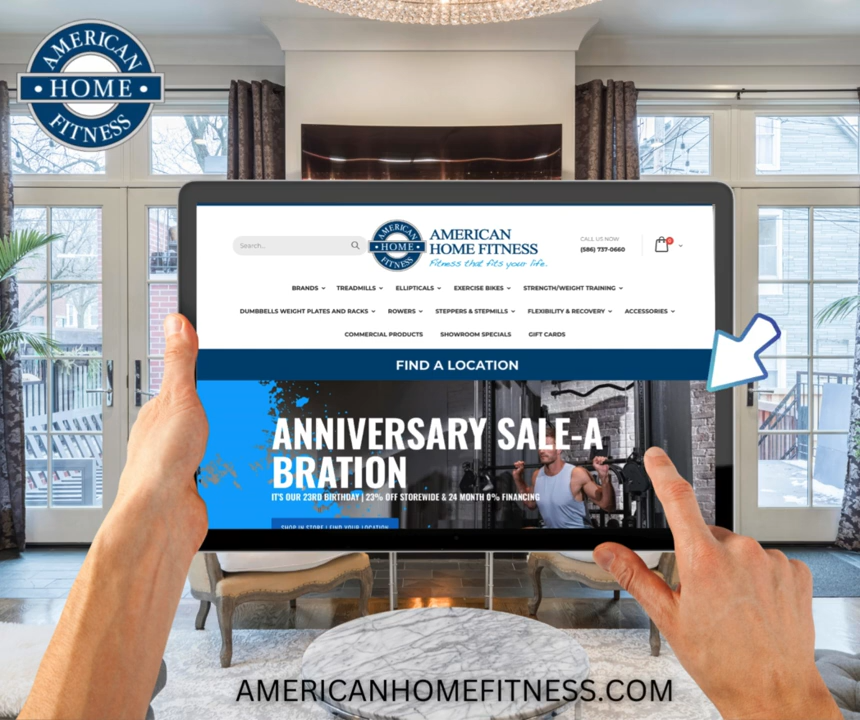 AMERICAN
HOME
FITNESS
Search...
AMERICAN
HOME
FITNESS
AMERICAN
HOME FITNESS
Fitness that fits your life.
CALL US NOW
(586) 737-0660
0
BRANDS TREADMILLS ELLIPTICALS EXERCISE BIKES STRENGTH/WEIGHT TRAINING
DUMBBELLS WEIGHT PLATES AND RACKS ROWERS STEPPERS & STEPMILLS FLEXIBILITY & RECOVERY ACCESSORIES
COMMERCIAL PRODUCTS SHOWROOM SPECIALS GIFT CARDS
FIND A LOCATION
ANNIVERSARY SALE-A
BRATION
IT'S OUR 23RD BIRTHDAY | 23% OFF STOREWIDE & 24 MONTH 0% FINANCING
SHOP IN STORE | FIND YOUR LOCATION
AMERICANHOMEFITNESS.COM